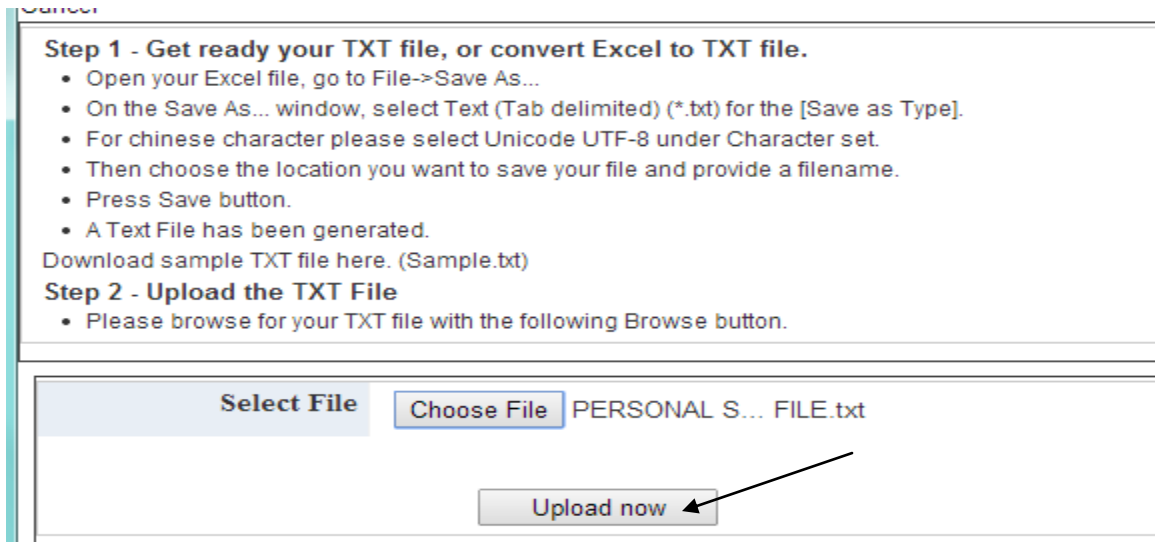 Cancel
Step 1 - Get ready your TXT file, or convert Excel to TXT file.
• Open your Excel file, go to File->Save As...
• On the Save As... window, select Text (Tab delimited) (*.txt) for the [Save as Type].
• For chinese character please select Unicode UTF-8 under Character set.
• Then choose the location you want to save your file and provide a filename.
• Press Save button.
• A Text File has been generated.
Download sample TXT file here. (Sample.txt)
Step 2 - Upload the TXT File
• Please browse for your TXT file with the following Browse button.
Select File Choose File PERSONAL S... FILE.txt
Upload now